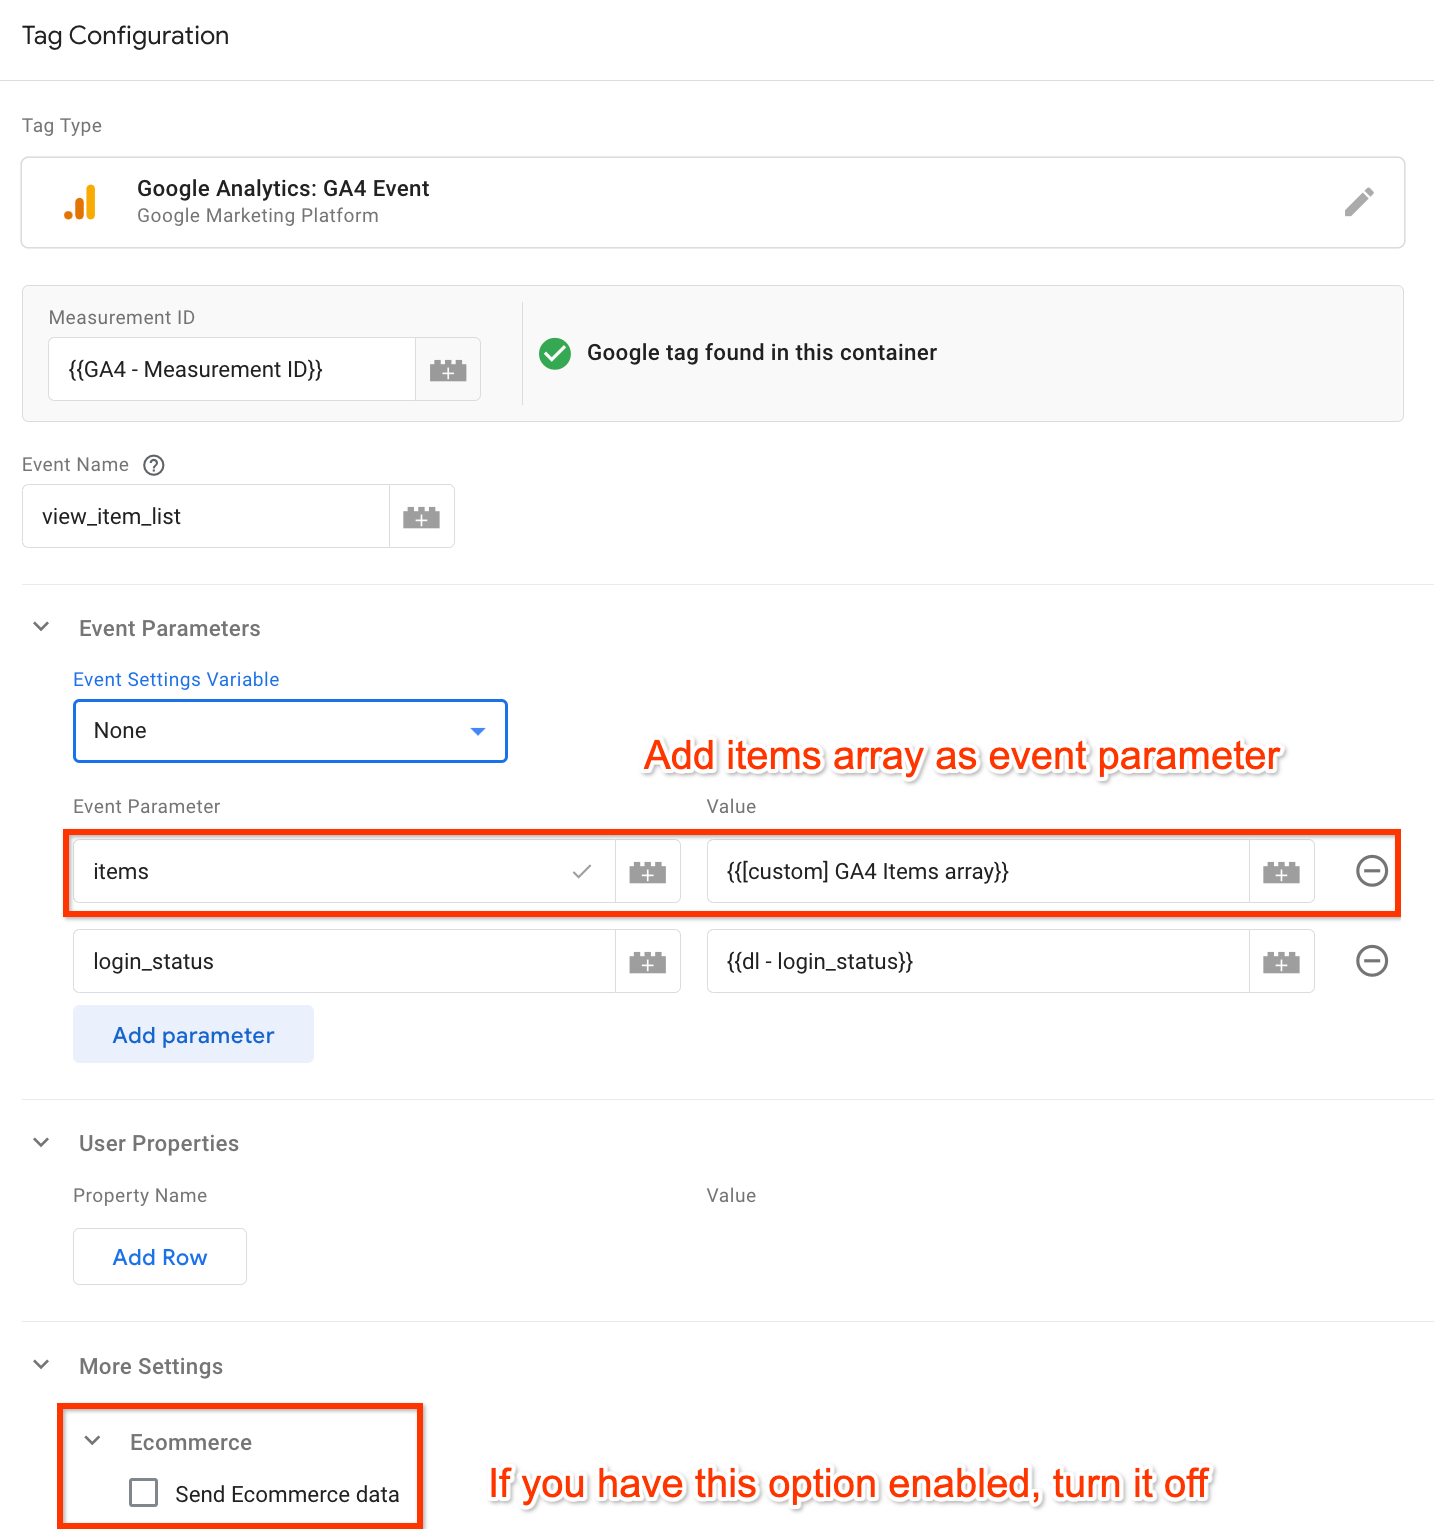 Tag Configuration
Tag Type
Google Analytics: GA4 Event
Google Marketing Platform
Measurement ID
{{GA4 - Measurement ID}}
Google tag found in this container
Event Name
view_item_list
Event Parameters
Event Settings Variable
None
Add items array as event parameter
Event Parameter Value
items {{[custom] GA4 Items array}}
login_status {{dl - login_status}}
Add parameter
User Properties
Property Name Value
Add Row
More Settings
Ecommerce
Send Ecommerce data
If you have this option enabled, turn it off